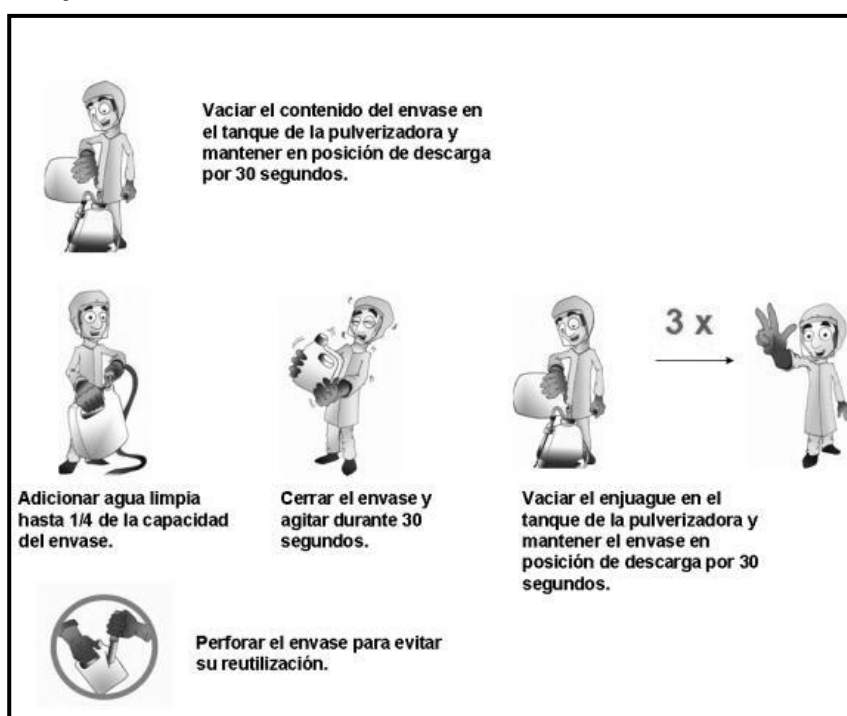 Vaciar el contenido del envase en
el tanque de la pulverizadora y
mantener en posición de descarga
por 30 segundos.
3 x
Adicionar agua limpia
hasta 1/4 de la capacidad
del envase.
Cerrar el envase y
agitar durante 30
segundos.
Vaciar el enjuague en el
tanque de la pulverizadora y
mantener el envase en
posición de descarga por 30
segundos.
Perforar el envase para evitar
su reutilización.